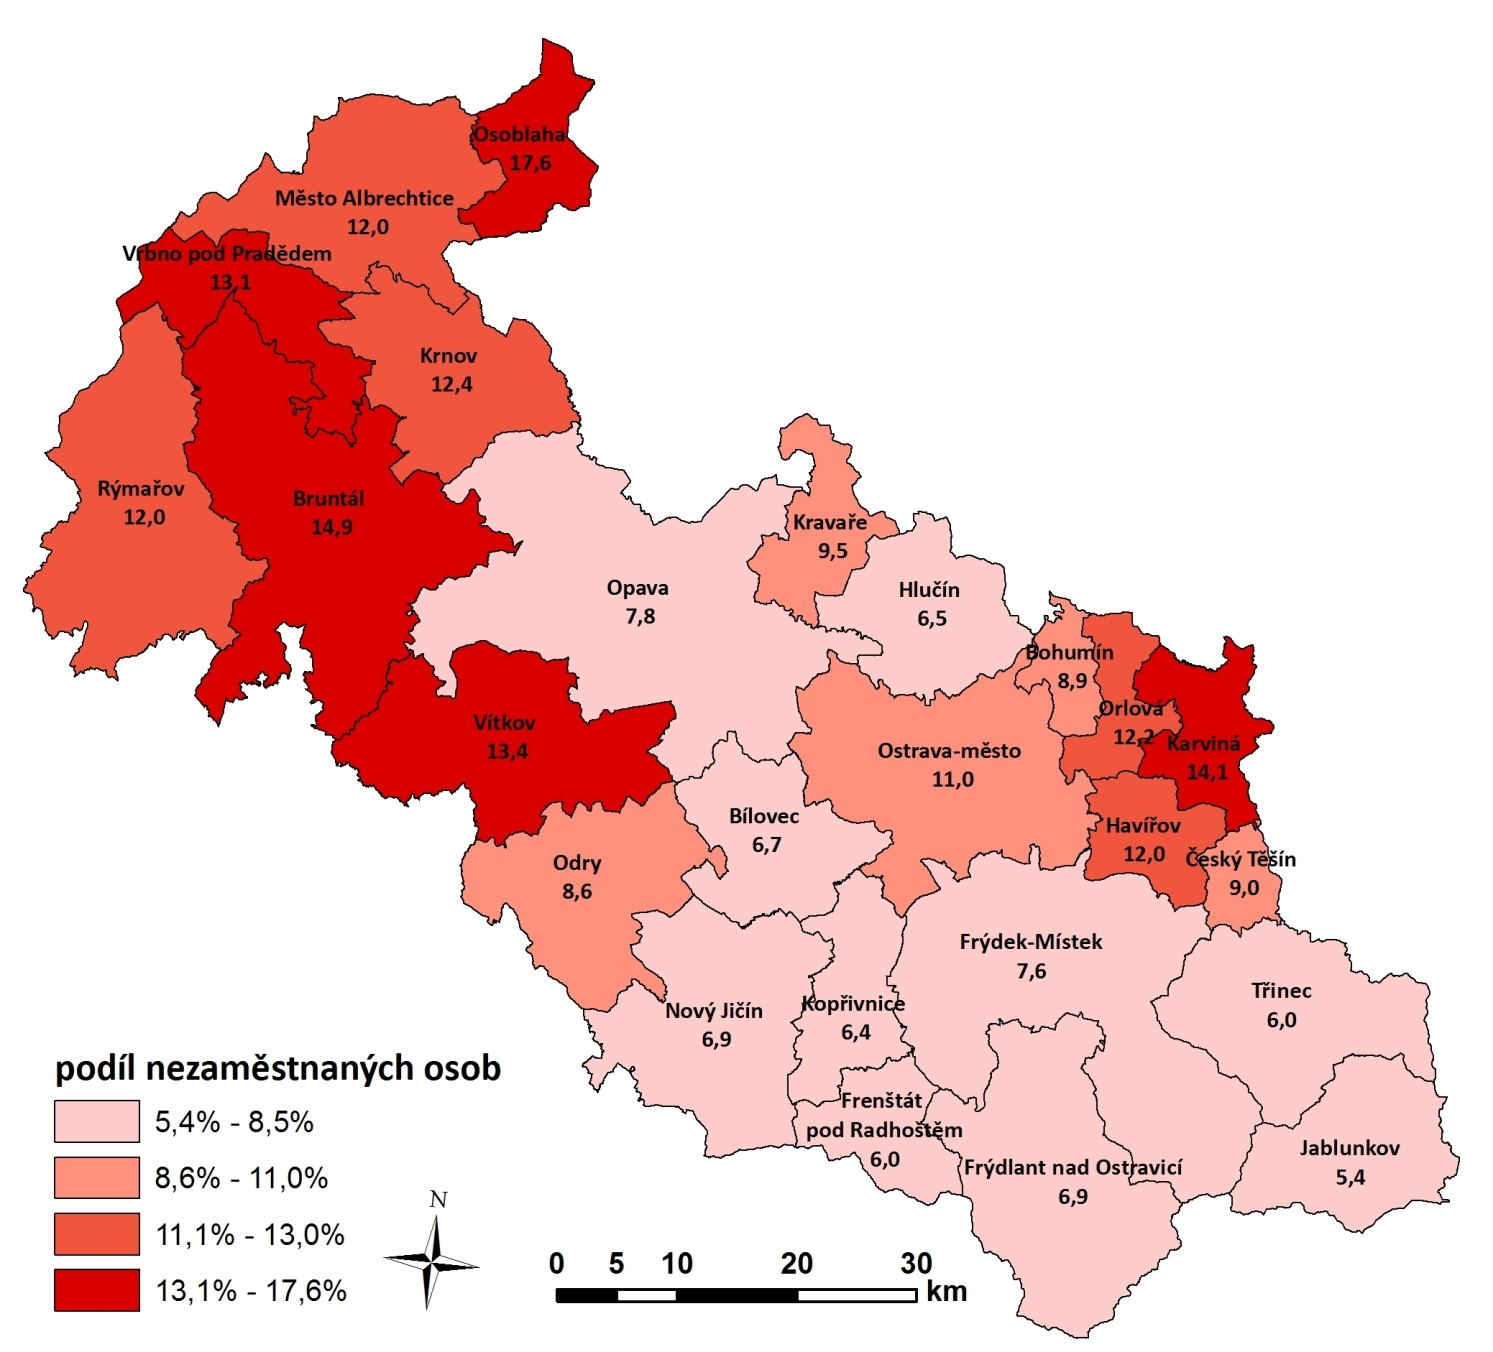 Osoblaha
17,6
Město Albrechtice
12,0
Vrbno pod Pradědem
13,1
Krnov
12,4
Rýmařov
12,0
Bruntál
14,9
Kravaře
9,5
Opava
7,8
Hlučín
6,5
Bohumín
8,9
Orlová
12,2
Karviná
14,1
Vítkov
13,4
Ostrava-město
11,0
Bílovec
6,7
Havířov
12,0
Český Těšín
9,0
Odry
8,6
Frýdek-Místek
7,6
Třinec
6,0
Nový Jičín
6,9
Kopřivnice
6,4
Frenštát
pod Radhoštěm
6,0
Frýdlant nad Ostravicí
6,9
Jablunkov
5,4
podíl nezaměstnaných osob
5,4% - 8,5%
8,6% - 11,0%
11,1% - 13,0%
13,1% - 17,6%
N
0 5 10 20 30
km